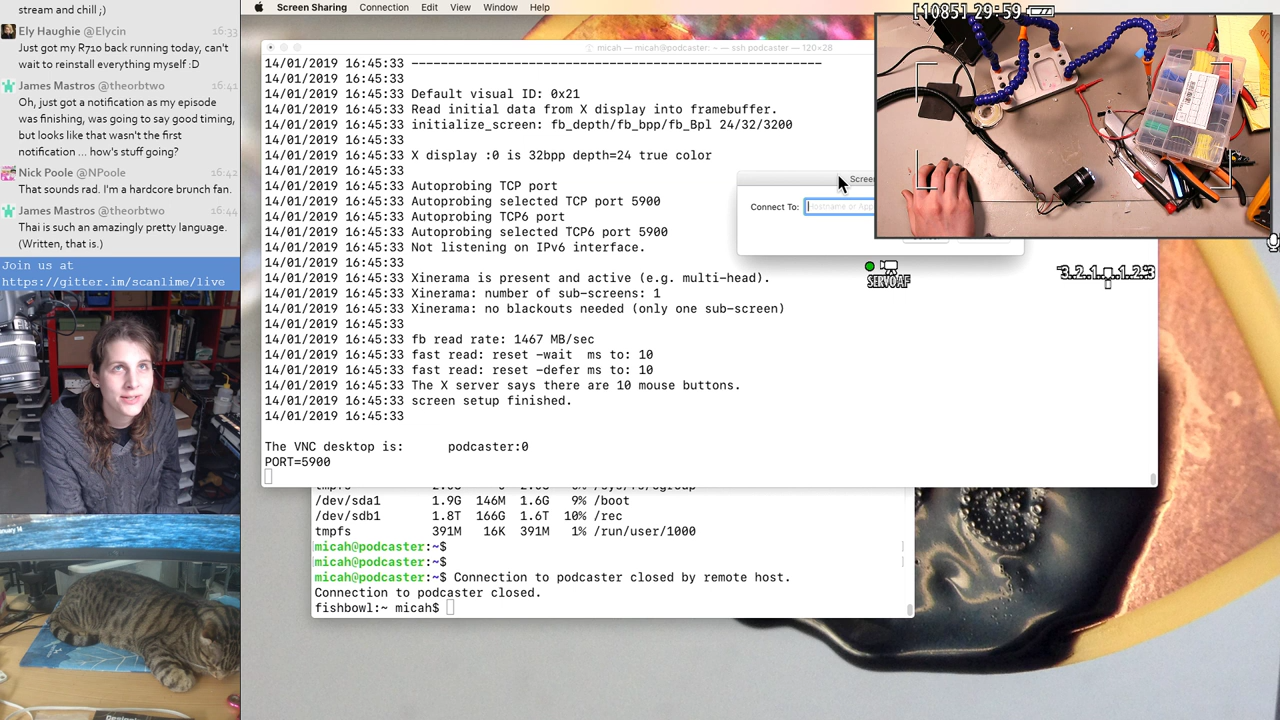 stream and chill ;)
Ely Haughie @Elycin 16:33
Just got my R710 back running today, can't
wait to reinstall everything myself :D
James Mastros @theorbtwo 16:41
Oh, just got a notification as my episode
was finishing, was going to say good timing,
but looks like that wasn't the first
notification ... how's stuff going?
Nick Poole @NPoole 16:42
That sounds rad. I'm a hardcore brunch fan.
James Mastros @theorbtwo 16:44
Thai is such an amazingly pretty language.
(Written, that is.)
Join us at
https://gitter.im/scanlime/live
Screen Sharing Connection Edit View Window Help
micah — micah@podcaster: ~ — ssh podcaster — 120×28
14/01/2019 16:45:33 ------------------------------------------------------
14/01/2019 16:45:33
14/01/2019 16:45:33 Default visual ID: 0x21
14/01/2019 16:45:33 Read initial data from X display into framebuffer.
14/01/2019 16:45:33 initialize_screen: fb_depth/fb_bpp/fb_Bpl 24/32/3200
14/01/2019 16:45:33
14/01/2019 16:45:33 X display :0 is 32bpp depth=24 true color
14/01/2019 16:45:33
14/01/2019 16:45:33 Autoprobing TCP port
14/01/2019 16:45:33 Autoprobing selected TCP port 5900
14/01/2019 16:45:33 Autoprobing TCP6 port
14/01/2019 16:45:33 Autoprobing selected TCP6 port 5900
14/01/2019 16:45:33 Not listening on IPv6 interface.
14/01/2019 16:45:33
14/01/2019 16:45:33 Xinerama is present and active (e.g. multi-head).
14/01/2019 16:45:33 Xinerama: number of sub-screens: 1
14/01/2019 16:45:33 Xinerama: no blackouts needed (only one sub-screen)
14/01/2019 16:45:33
14/01/2019 16:45:33 fb read rate: 1467 MB/sec
14/01/2019 16:45:33 fast read: reset -wait  ms to: 10
14/01/2019 16:45:33 fast read: reset -defer ms to: 10
14/01/2019 16:45:33 The X server says there are 10 mouse buttons.
14/01/2019 16:45:33 screen setup finished.
14/01/2019 16:45:33
The VNC desktop is:      podcaster:0
PORT=5900
/dev/sda1 1.9G 146M 1.6G 9% /boot
/dev/sdb1 1.8T 166G 1.6T 10% /rec
tmpfs 391M 16K 391M 1% /run/user/1000
micah@podcaster:~$
micah@podcaster:~$
micah@podcaster:~$ Connection to podcaster closed by remote host.
Connection to podcaster closed.
fishbowl:~ micah$
Scree
Connect To: Hostname or App
[1085] 29:59
SERVOAF